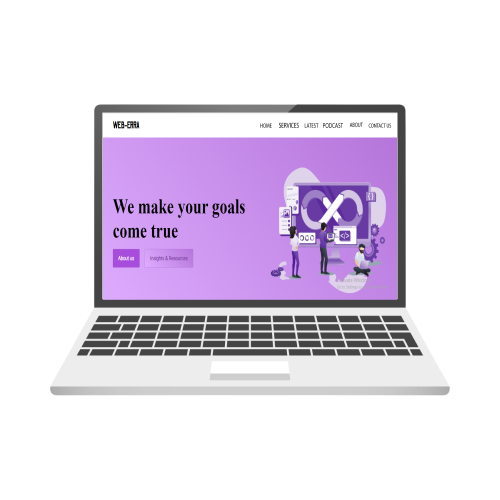 WEB-ERRA
HOME SERVICES LATEST PODCAST ABOUT CONTACT US
We make your goals
come true
About us Insights & Resources